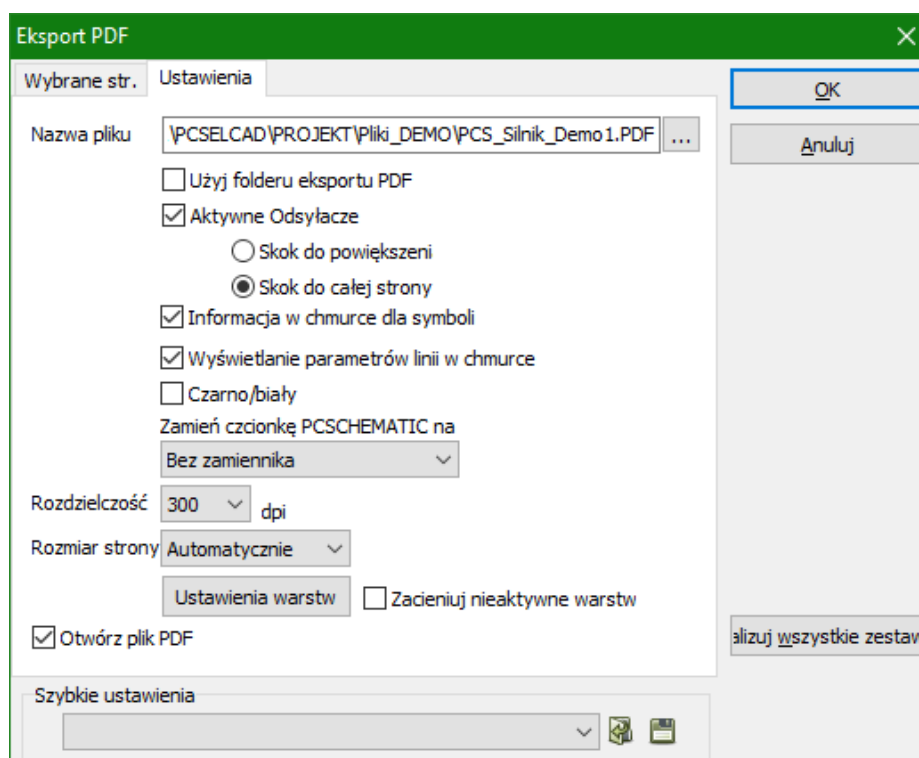 Eksport PDF
Wybrane str.
Ustawienia
OK
Anuluj
Nazwa pliku
\PCSELCAD\PROJEKT\Pliki_DEMO\PCS_Silnik_Demo1.PDF
...
Użyj folderu eksportu PDF
Aktywne Odsyłacze
Skok do powiększeni
Skok do całej strony
Informacja w chmurce dla symboli
Wyświetlanie parametrów linii w chmurce
Czarno/biały
Zamień czcionkę PCSCHEMATIC na
Bez zamiennika
Rozdzielczość 300 dpi
Rozmiar strony Automatycznie
Ustawienia warstw Zacieniuj nieaktywne warstw
Otwórz plik PDF
alizuj wszystkie zestaw
Szybkie ustawienia